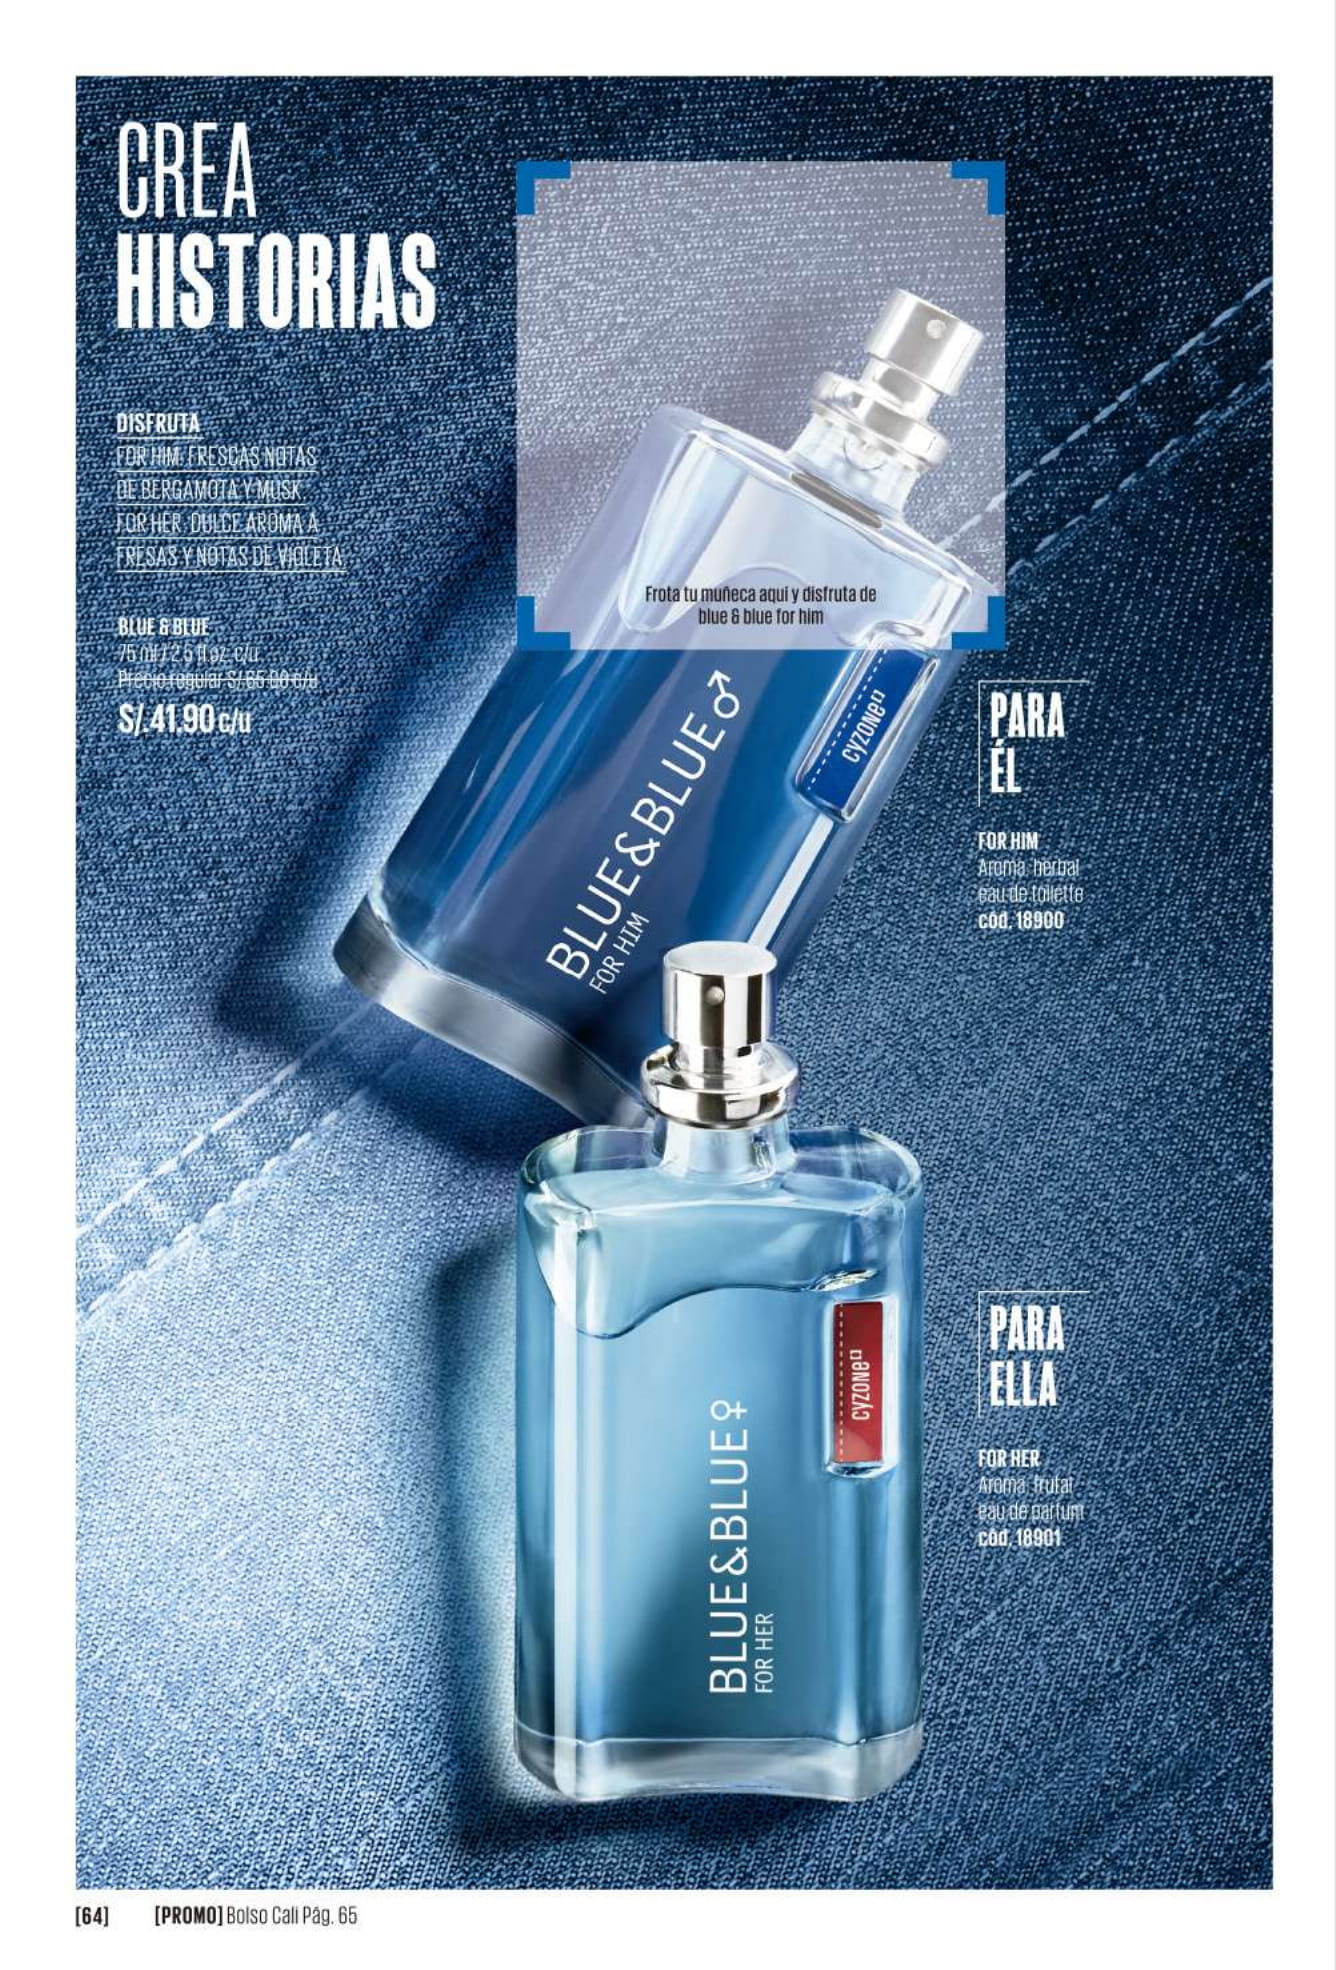 CREA
HISTORIAS
DISFRUTA
FOR HIM: FRESCAS NOTAS
DE BERGAMOTA Y MUSK.
FOR HER: DULCE AROMA A
FRESAS Y NOTAS DE VIOLETA.
BLUE & BLUE
75 ml / 2.5 fl.oz. c/u
Precio regular S/.65.00 c/u
S/.41.90 c/u
Frota tu muñeca aquí y disfruta de
blue & blue for him
cyzone
BLUE&BLUE♂
FOR HIM
PARA
ÉL
FOR HIM
Aroma: herbal
eau de toilette
cód. 18900
cyzone
BLUE&BLUE♀
FOR HER
PARA
ELLA
FOR HER
Aroma: frutal
eau de parfum
cód. 18901
[64] [PROMO] Bolso Cali Pág. 65